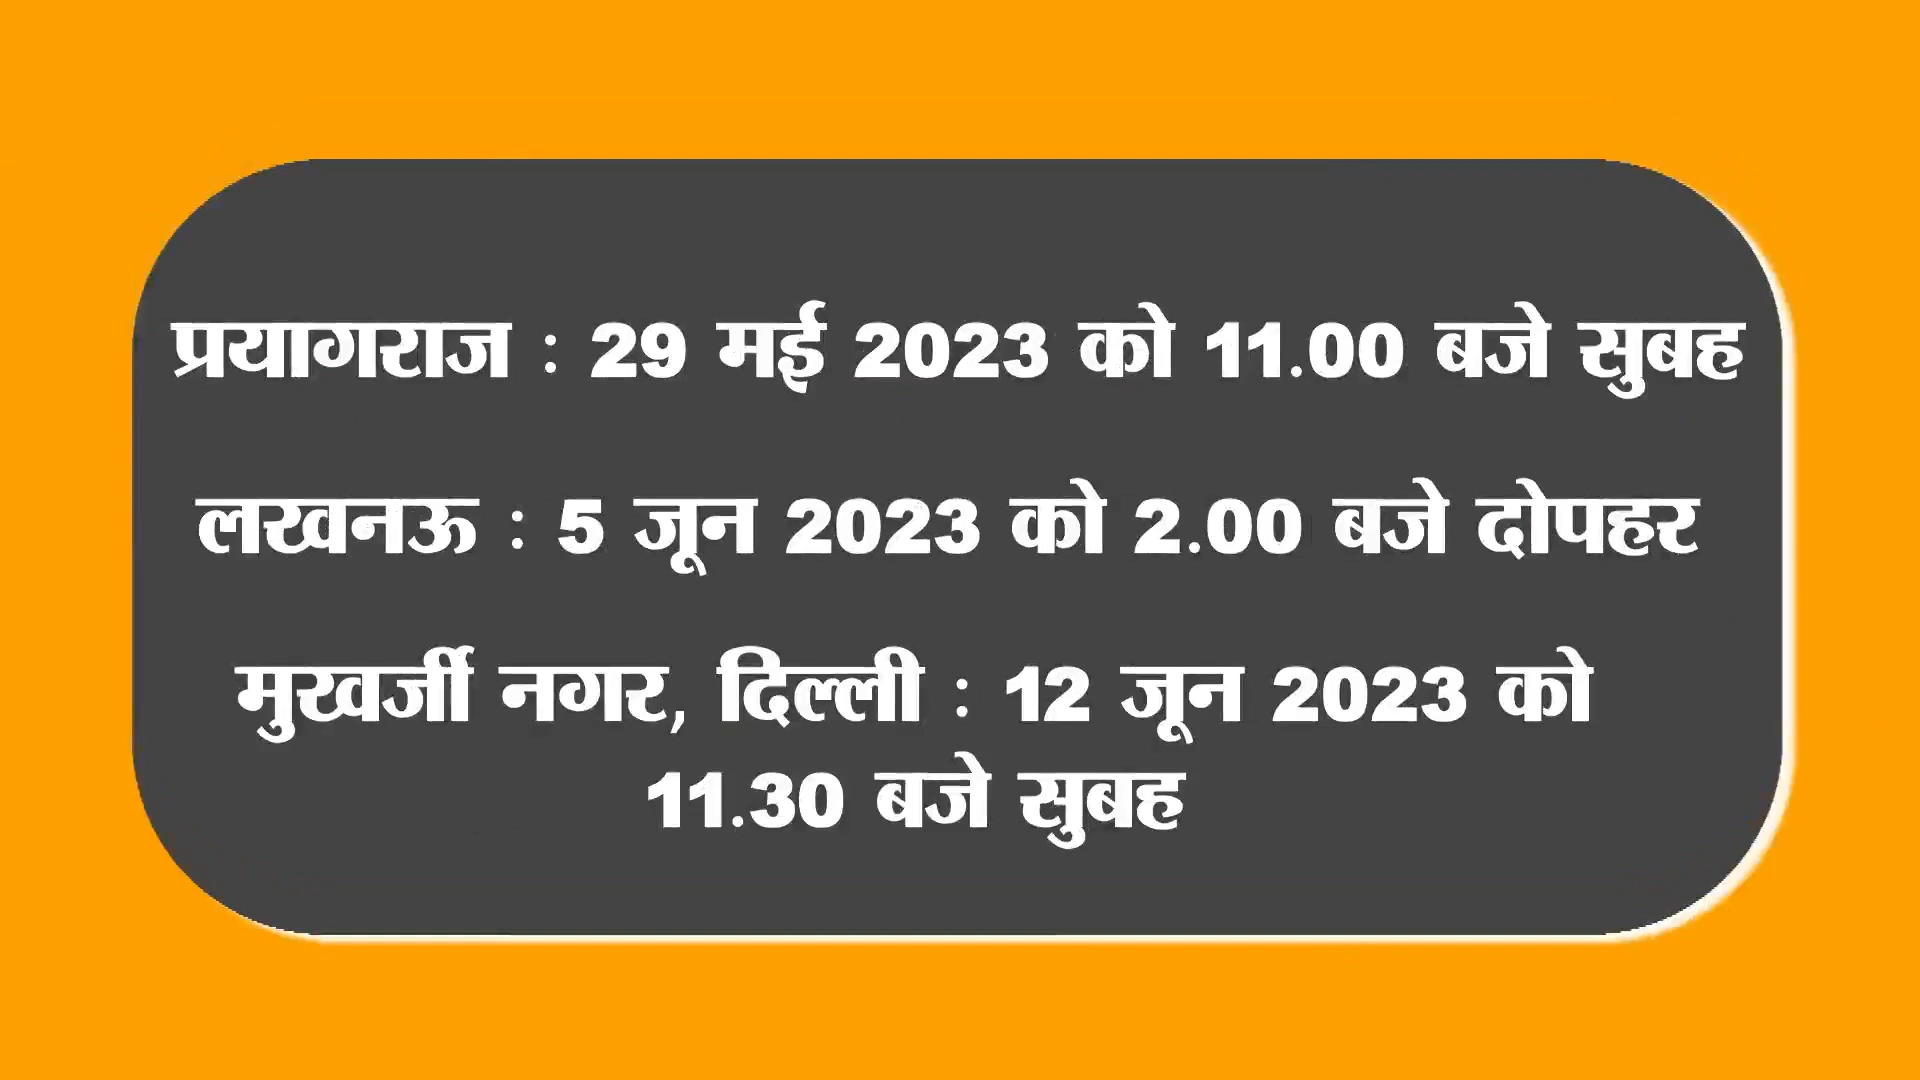 प्रयागराज : 29 मई 2023 को 11.00 बजे सुबह
लखनऊ : 5 जून 2023 को 2.00 बजे दोपहर
मुखर्जी नगर, दिल्ली : 12 जून 2023 को
11.30 बजे सुबह